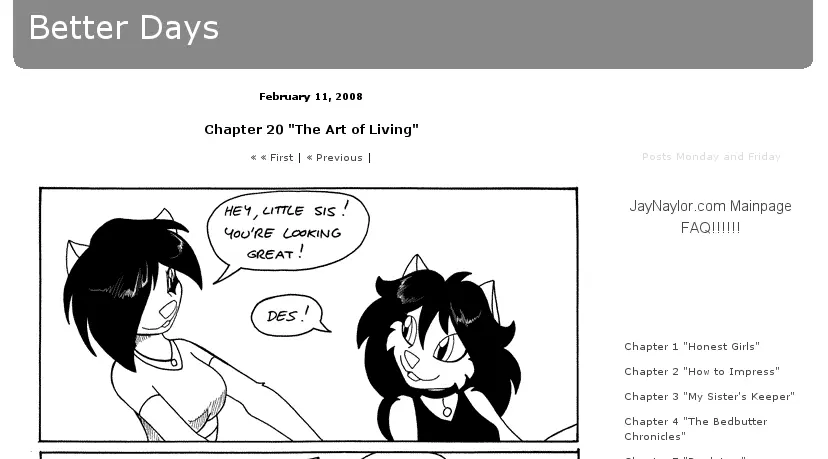 Better Days
February 11, 2008
Chapter 20 "The Art of Living"
« « First | « Previous |
Posts Monday and Friday
JayNaylor.com Mainpage
FAQ!!!!!!
HEY, LITTLE SIS!
YOU'RE LOOKING
GREAT!
DES!
Chapter 1 "Honest Girls"
Chapter 2 "How to Impress"
Chapter 3 "My Sister's Keeper"
Chapter 4 "The Bedbutter
Chronicles"